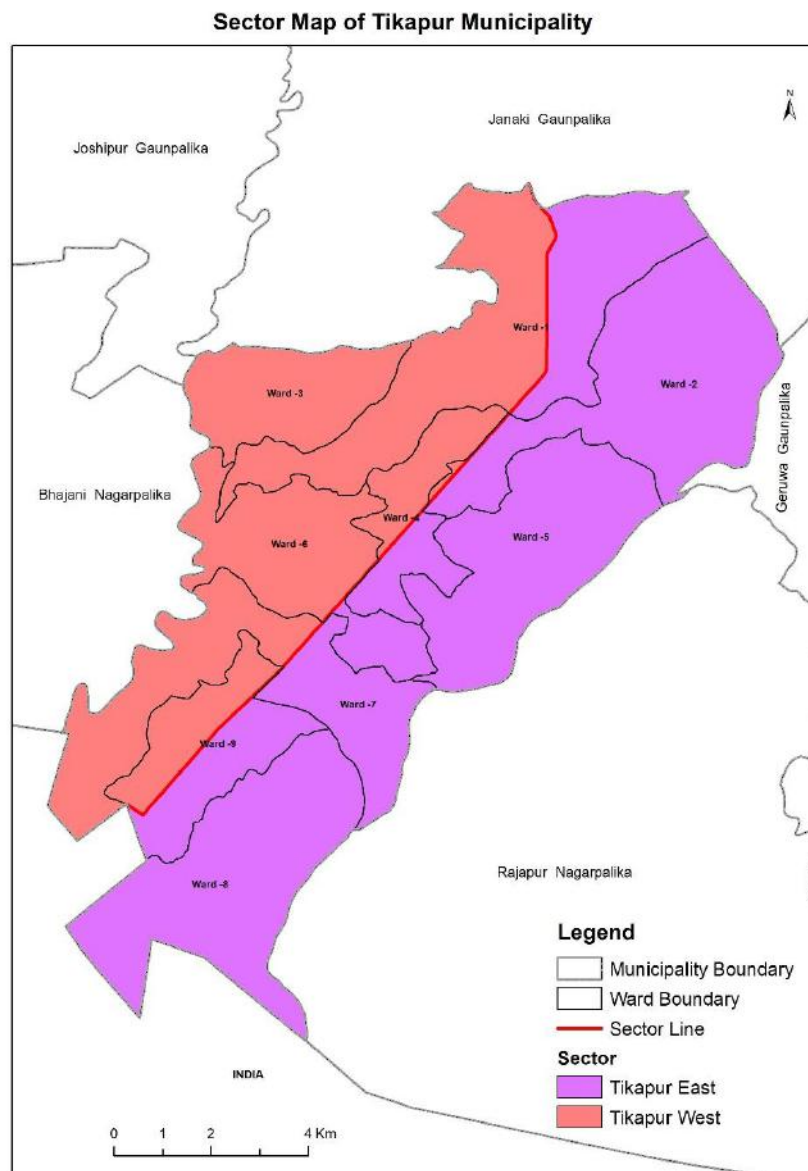 Sector Map of Tikapur Municipality
N
Janaki Gaunpalika
Joshipur Gaunpalika
Ward -1
Ward -3
Ward -2
Geruwa Gaunpalika
Bhajani Nagarpalika
Ward -4
Ward -5
Ward -6
Ward -7
Ward -9
Rajapur Nagarpalika
Ward -8
Legend
Municipality Boundary
Ward Boundary
Sector Line
Sector
Tikapur East
Tikapur West
INDIA
0 1 2 4 Km